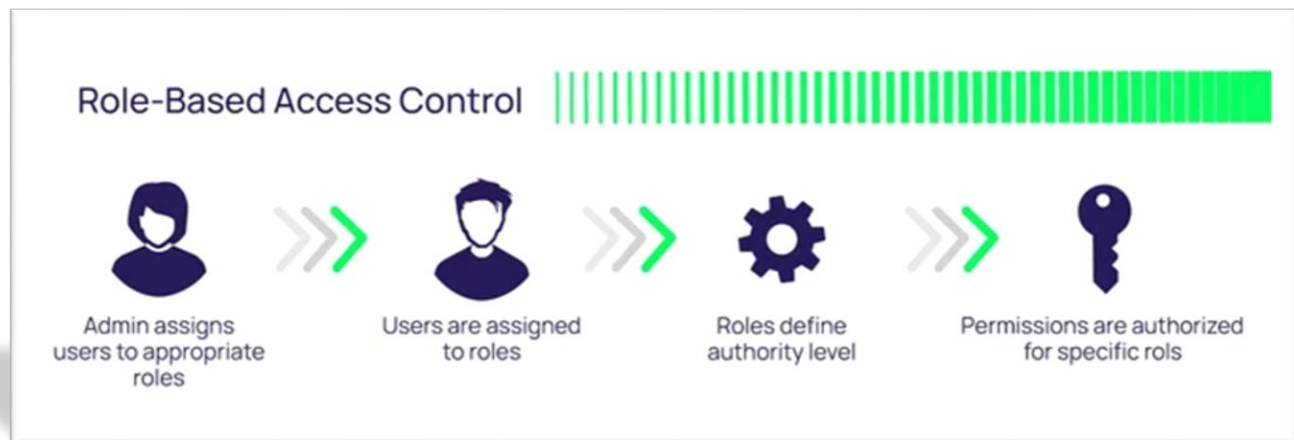 Role-Based Access Control
Admin assigns
users to appropriate
roles
Users are assigned
to roles
Roles define
authority level
Permissions are authorized
for specific rols